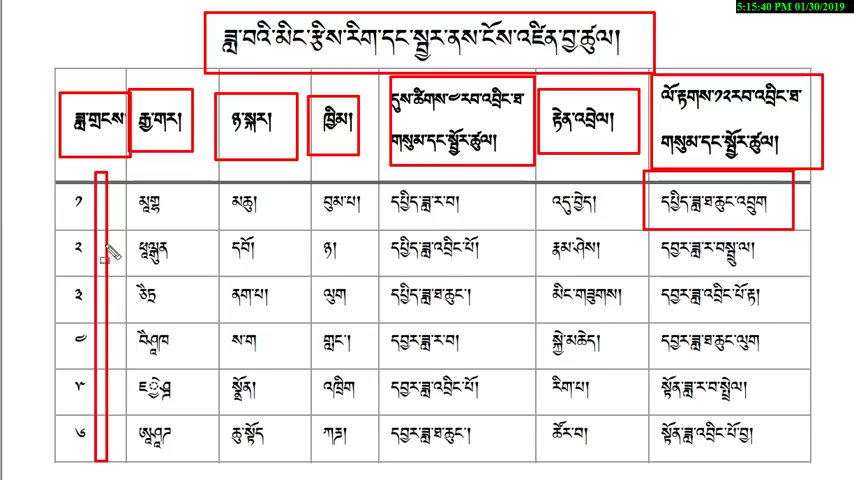 5:15:40 PM 01/30/2019
ཟླ་བའི་མིང་རྩིས་རིག་དང་སྦྱར་ནས་ངོས་འཛིན་བྱ་ཚུལ།
ཟླ་གྲངས་ རྒྱ་གར། ཉ་སྐར། ཁྱིམ། དུས་ཚིགས་༤རབ་འབྲིང་ཐ་ རྟེན་འབྲེལ། ལོ་རྟགས་༡༢རབ་འབྲིང་ཐ་
གསུམ་དང་སྦྱོར་ཚུལ། གསུམ་དང་སྦྱོར་ཚུལ།
༡ མཆུ། བུམ་པ། དཔྱིད་ཟླ་ར་བ། འདུ་བྱེད། དཔྱིད་ཟླ་ཐ་ཆུང་འབྲུག
༢ དབོ། ཉ། དཔྱིད་ཟླ་འབྲིང་པོ། རྣམ་ཤེས། དབྱར་ཟླ་ར་བ་སྦྲུལ།
༣ ནག་པ། ལུག དཔྱིད་ཟླ་ཐ་ཆུང་། མིང་གཟུགས། དབྱར་ཟླ་འབྲིང་པོ་རྟ།
༤ ས་ག གླང་། དབྱར་ཟླ་ར་བ། སྐྱེ་མཆེད། དབྱར་ཟླ་ཐ་ཆུང་ལུག
༥ སྣྲོན། འཁྲིག དབྱར་ཟླ་འབྲིང་པོ། རིག་པ། སྟོན་ཟླ་ར་བ་སྤྲེལ།
༦ ཆུ་སྟོད ཀརྐ། དབྱར་ཟླ་ཐ་ཆུང་། ཚོར་བ། སྟོན་ཟླ་འབྲིང་པོ་བྱ།